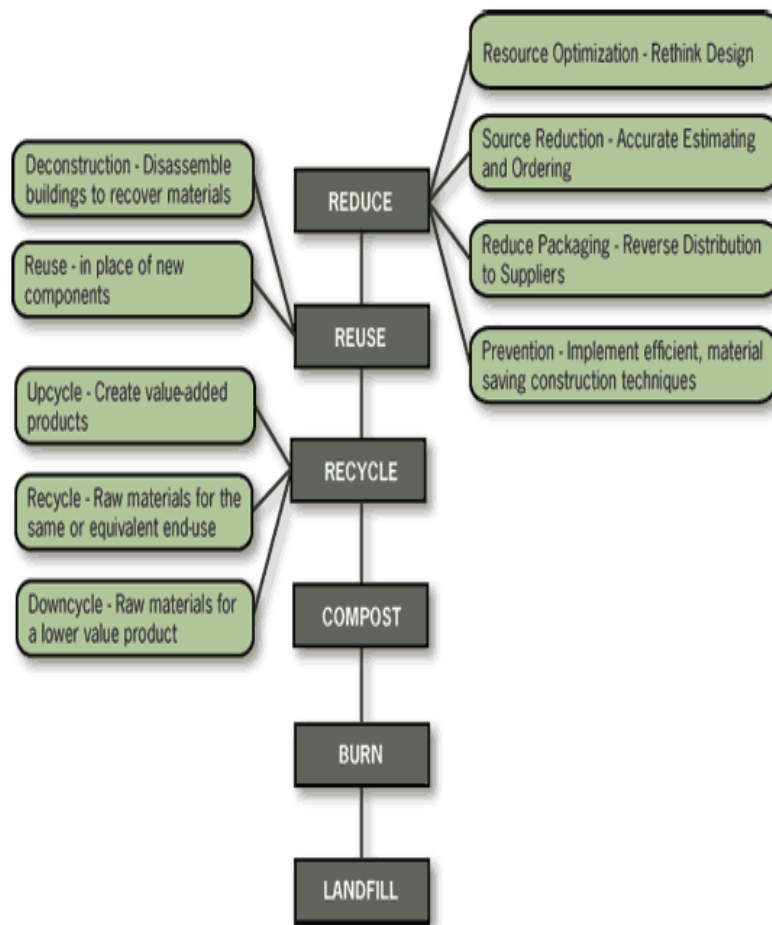 Resource Optimization - Rethink Design
Source Reduction - Accurate Estimating
and Ordering
Reduce Packaging - Reverse Distribution
to Suppliers
Prevention - Implement efficient, material
saving construction techniques
REDUCE
Deconstruction - Disassemble
buildings to recover materials
Reuse - in place of new
components
REUSE
Upcycle - Create value-added
products
Recycle - Raw materials for the
same or equivalent end-use
Downcycle - Raw materials for
a lower value product
RECYCLE
COMPOST
BURN
LANDFILL